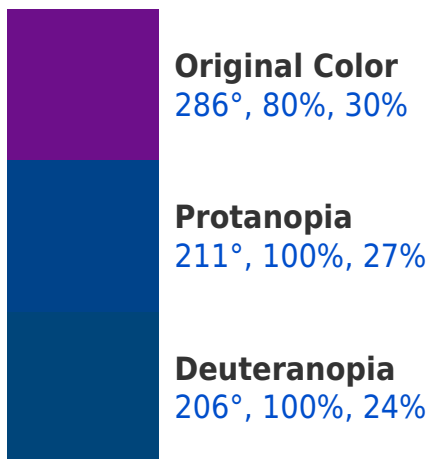 Original Color
286°, 80%, 30%
Protanopia
211°, 100%, 27%
Deuteranopia
206°, 100%, 24%